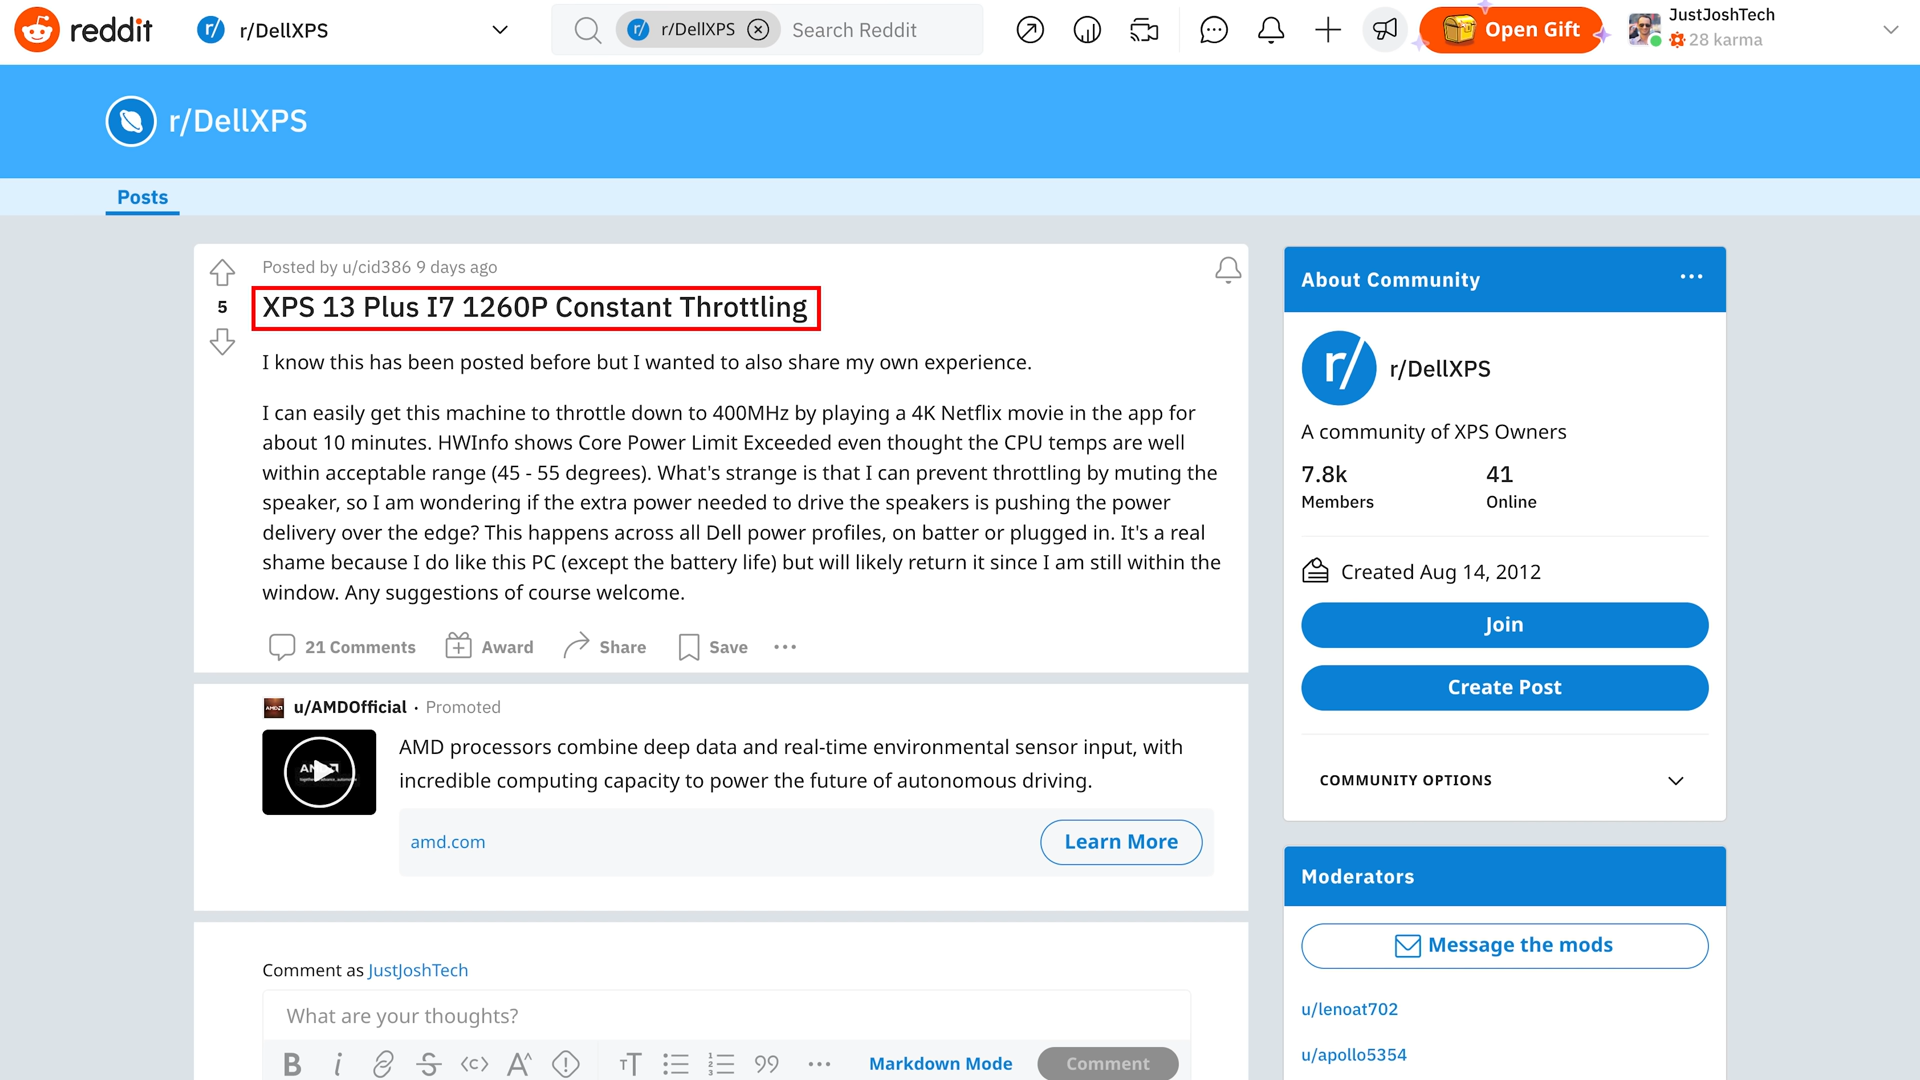 reddit
r/DellXPS
r/DellXPS
Search Reddit
Open Gift
JustJoshTech
28 karma
r/DellXPS
Posts
Posted by u/cid386 9 days ago
5
XPS 13 Plus I7 1260P Constant Throttling
I know this has been posted before but I wanted to also share my own experience.
I can easily get this machine to throttle down to 400MHz by playing a 4K Netflix movie in the app for
about 10 minutes. HWInfo shows Core Power Limit Exceeded even thought the CPU temps are well
within acceptable range (45 - 55 degrees). What's strange is that I can prevent throttling by muting the
speaker, so I am wondering if the extra power needed to drive the speakers is pushing the power
delivery over the edge? This happens across all Dell power profiles, on batter or plugged in. It's a real
shame because I do like this PC (except the battery life) but will likely return it since I am still within the
window. Any suggestions of course welcome.
21 Comments
Award
Share
Save
u/AMDOfficial · Promoted
AMD processors combine deep data and real-time environmental sensor input, with
incredible computing capacity to power the future of autonomous driving.
amd.com
Learn More
Comment as JustJoshTech
What are your thoughts?
Markdown Mode
Comment
About Community
r/
r/DellXPS
A community of XPS Owners
7.8k
41
Members
Online
Created Aug 14, 2012
Join
Create Post
COMMUNITY OPTIONS
Moderators
Message the mods
u/lenoat702
u/apollo5354